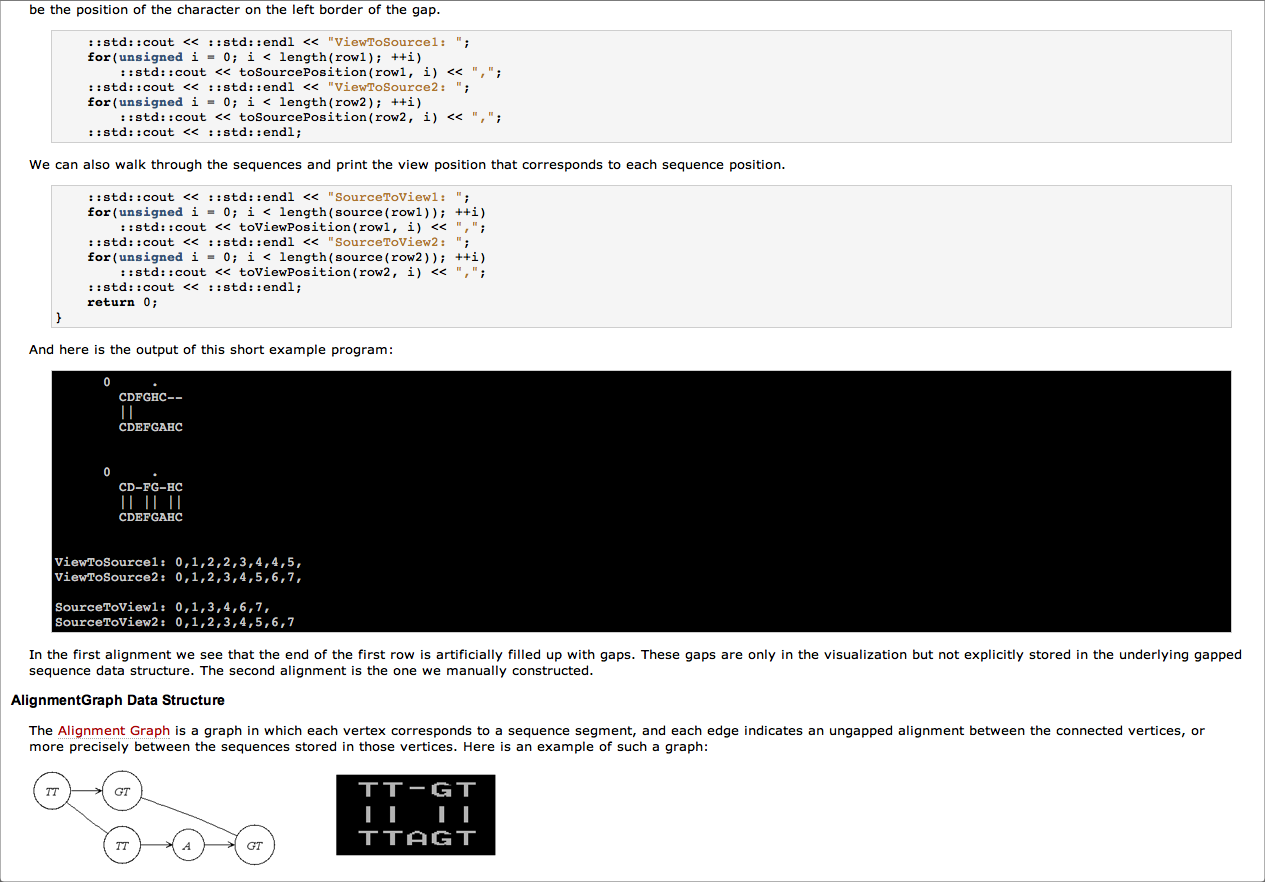 be the position of the character on the left border of the gap.
::std::cout << ::std::endl << "ViewToSource1: ";
for(unsigned i = 0; i < length(row1); ++i)
::std::cout << toSourcePosition(row1, i) << ",";
::std::cout << ::std::endl << "ViewToSource2: ";
for(unsigned i = 0; i < length(row2); ++i)
::std::cout << toSourcePosition(row2, i) << ",";
::std::cout << ::std::endl;
We can also walk through the sequences and print the view position that corresponds to each sequence position.
::std::cout << ::std::endl << "SourceToView1: ";
for(unsigned i = 0; i < length(source(row1)); ++i)
::std::cout << toViewPosition(row1, i) << ",";
::std::cout << ::std::endl << "SourceToView2: ";
for(unsigned i = 0; i < length(source(row2)); ++i)
::std::cout << toViewPosition(row2, i) << ",";
::std::cout << ::std::endl;
return 0;
}
And here is the output of this short example program:
0     .
CDFGHC--
||
CDEFGAHC
0     .
CD-FG-HC
|| || ||
CDEFGAHC
ViewToSource1: 0,1,2,2,3,4,4,5,
ViewToSource2: 0,1,2,3,4,5,6,7,
SourceToView1: 0,1,3,4,6,7,
SourceToView2: 0,1,2,3,4,5,6,7
In the first alignment we see that the end of the first row is artificially filled up with gaps. These gaps are only in the visualization but not explicitly stored in the underlying gapped
sequence data structure. The second alignment is the one we manually constructed.
AlignmentGraph Data Structure
The Alignment Graph is a graph in which each vertex corresponds to a sequence segment, and each edge indicates an ungapped alignment between the connected vertices, or
more precisely between the sequences stored in those vertices. Here is an example of such a graph:
TT GT
TT A GT
TT-GT
|| ||
TTAGT